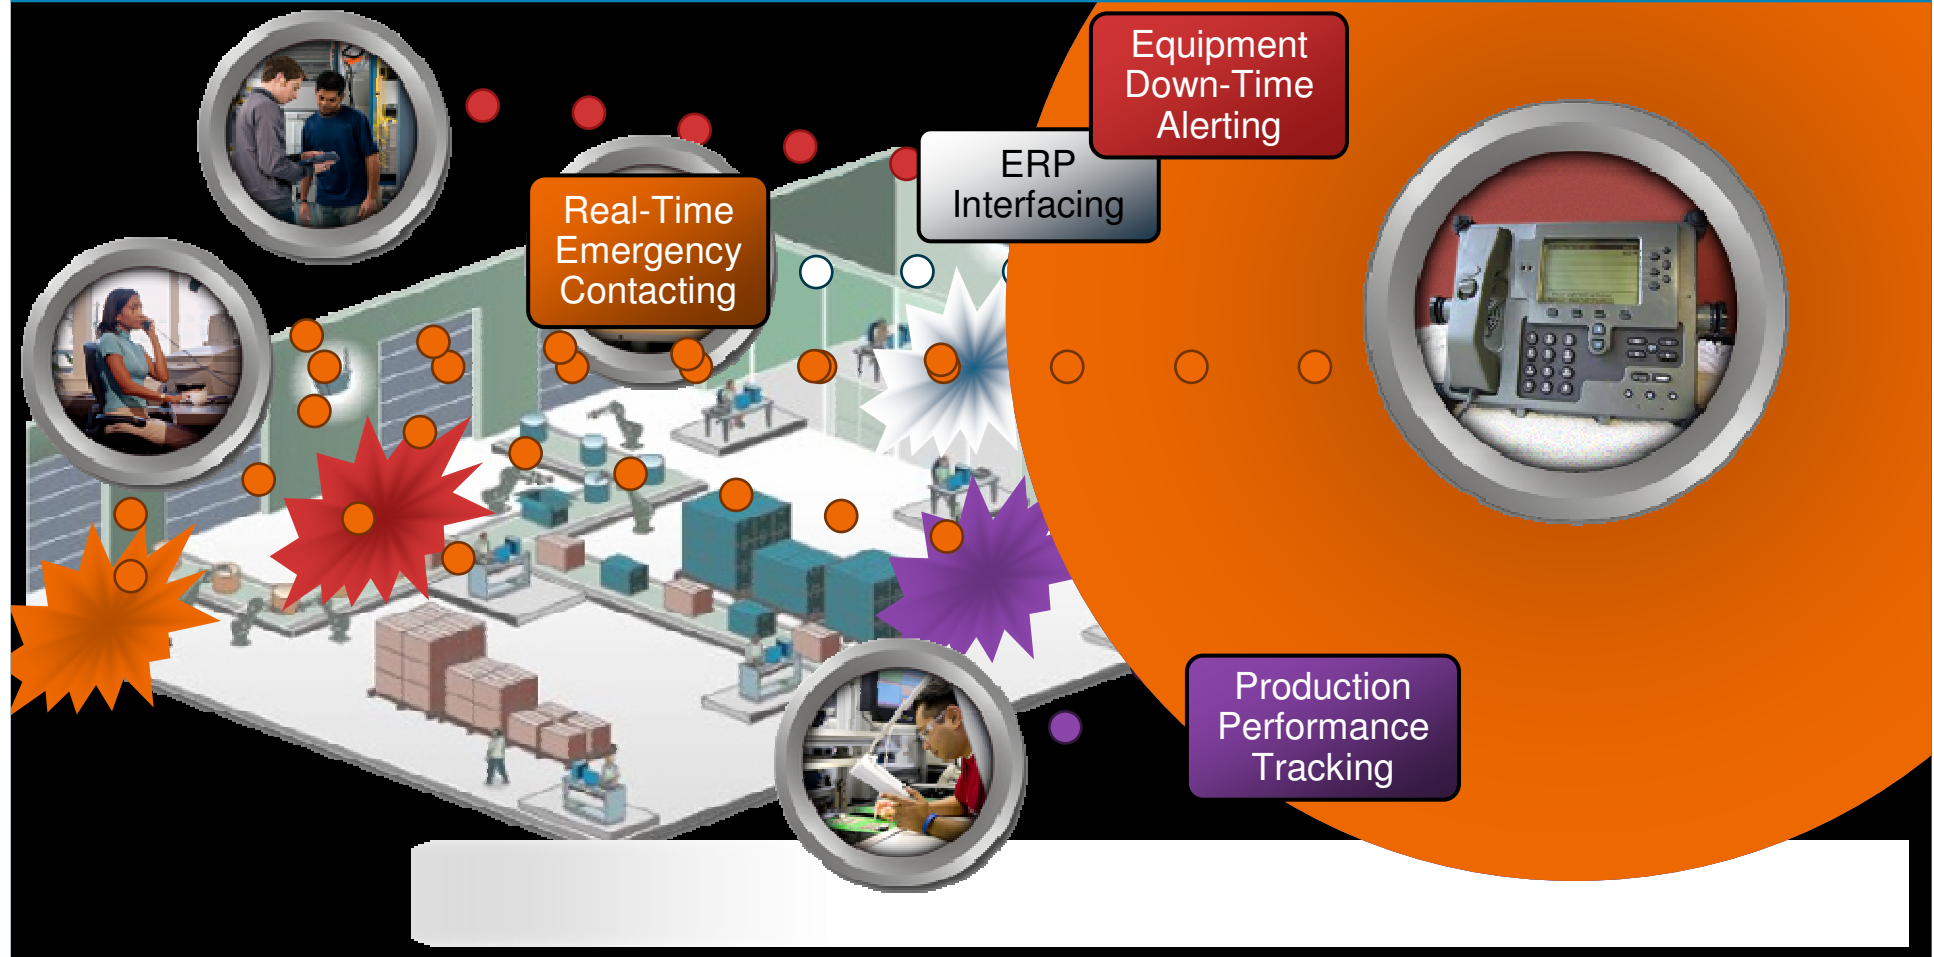 Equipment
Down-Time
Alerting
ERP
Interfacing
Real-Time
Emergency
Contacting
Production
Performance
Tracking